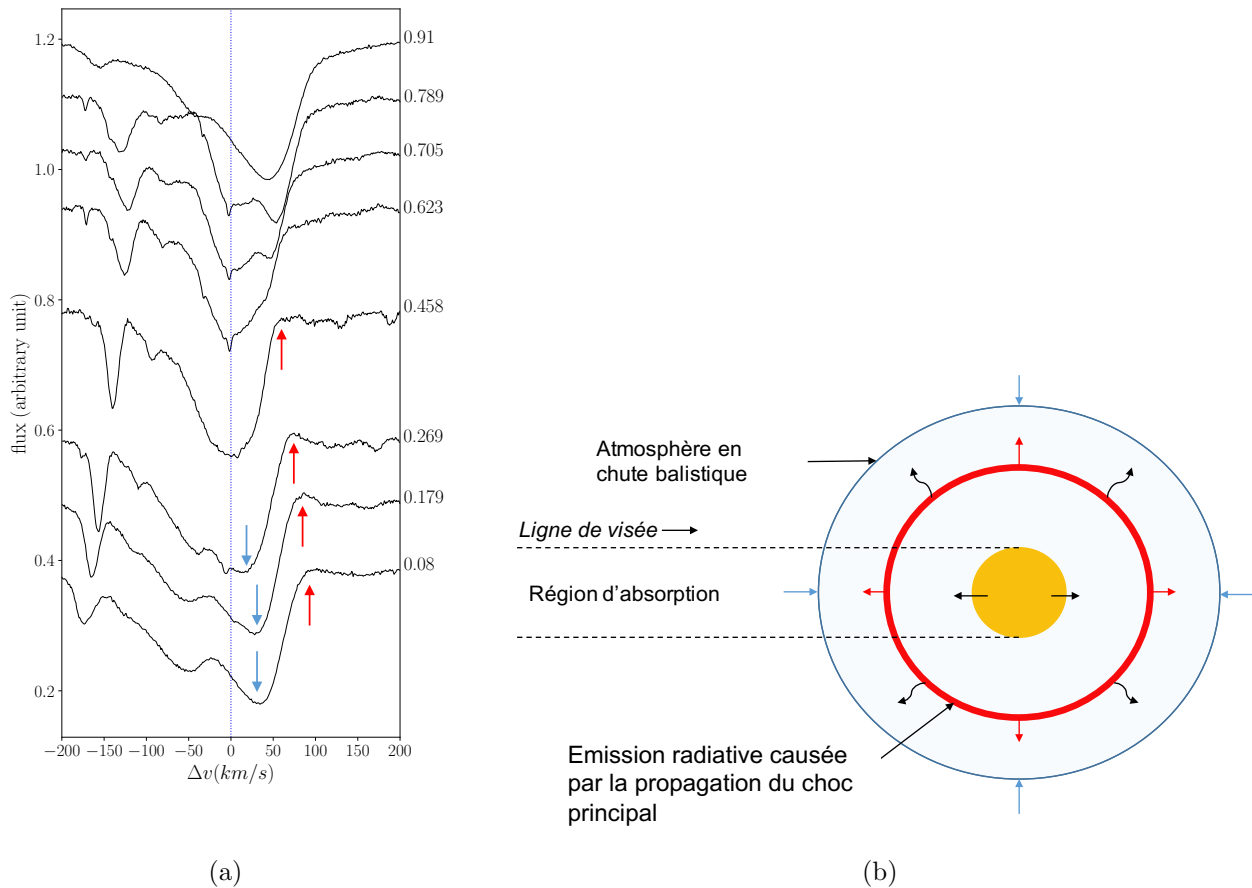 1.2
1.0
0.8
0.6
0.4
0.2
flux (arbitrary unit)
0.91
0.789
0.705
0.623
0.458
0.269
0.179
0.08
−200 −150 −100 −50 0 50 100 150 200
Δv(km/s)
(a)
Atmosphère en
chute balistique
Ligne de visée
Région d’absorption
Emission radiative causée
par la propagation du choc
principal
(b)